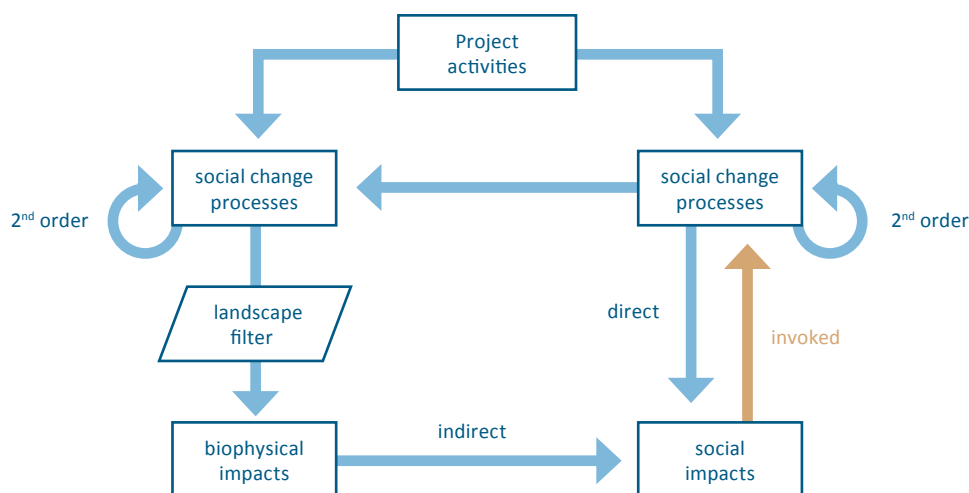 Project
activities
social change
processes
social change
processes
2nd order
2nd order
landscape
filter
direct
invoked
biophysical
impacts
indirect
social
impacts